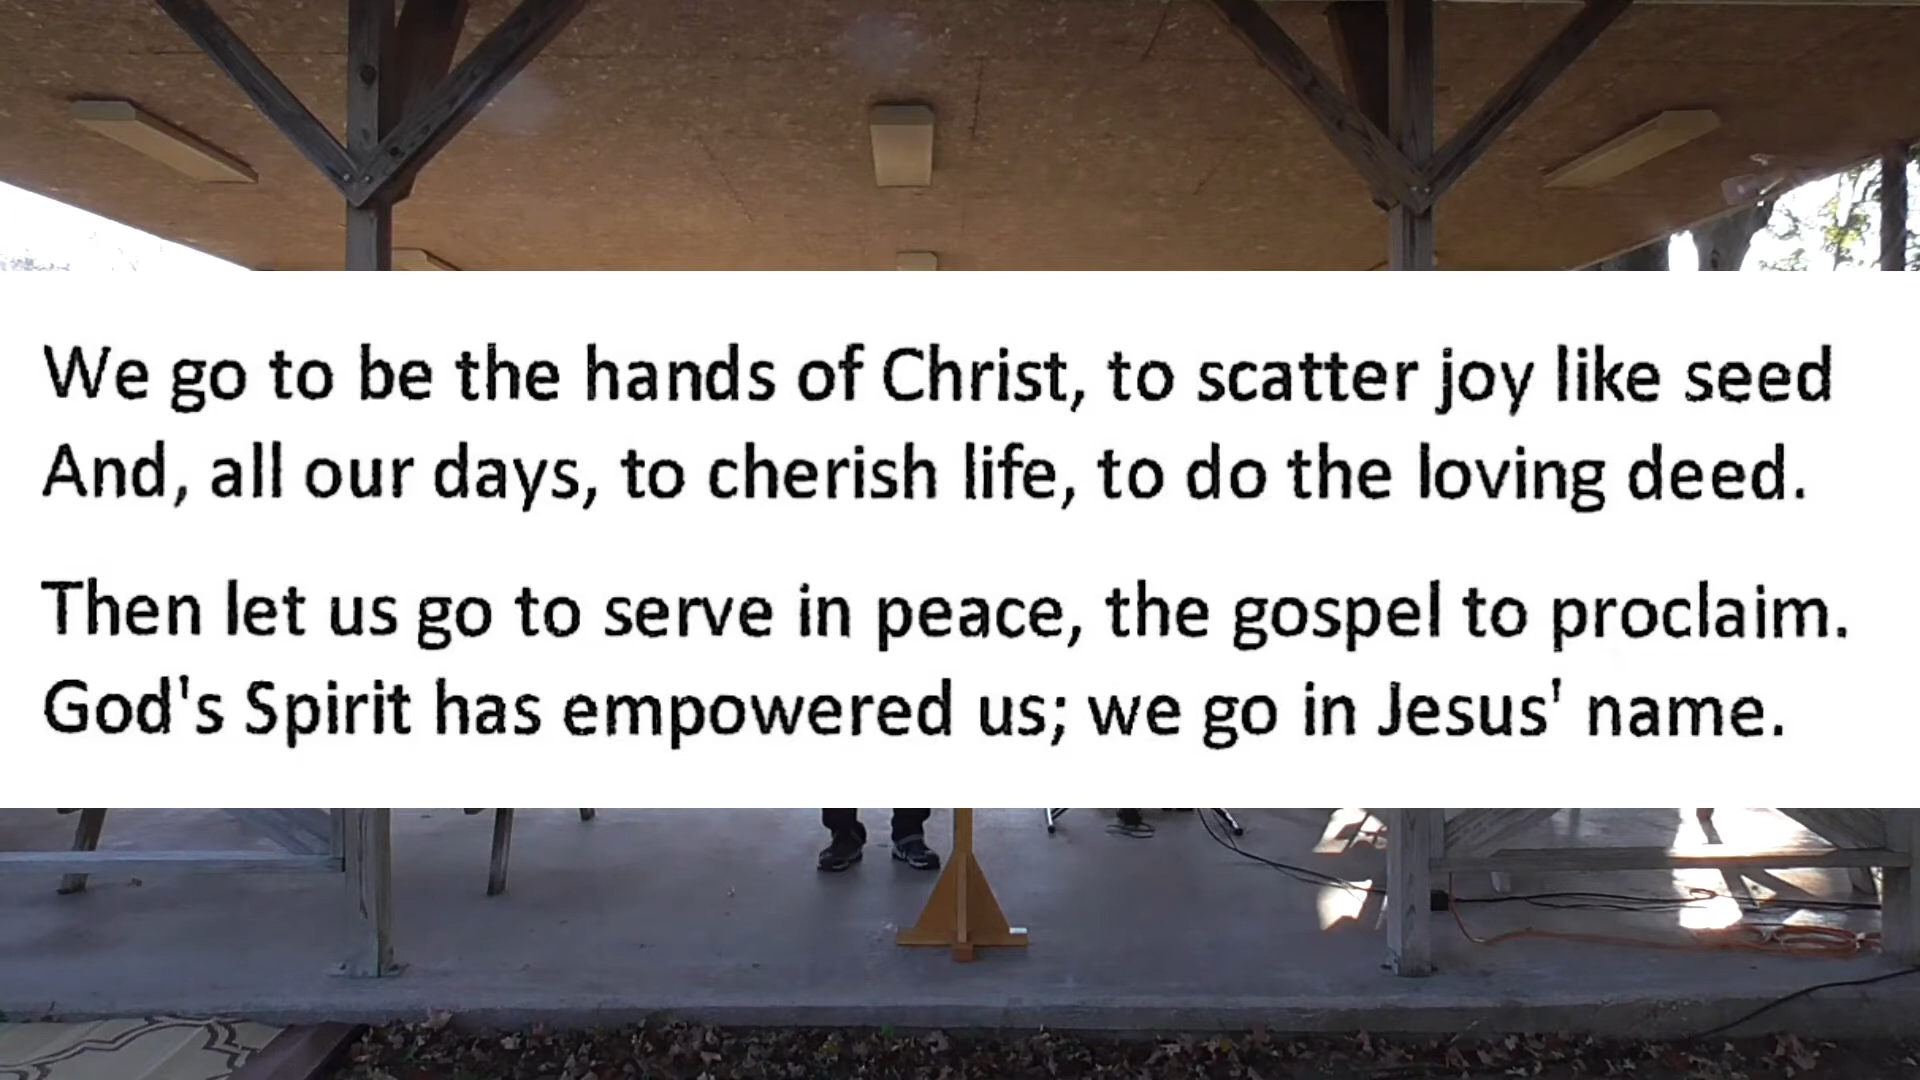 We go to be the hands of Christ, to scatter joy like seed
And, all our days, to cherish life, to do the loving deed.
Then let us go to serve in peace, the gospel to proclaim.
God's Spirit has empowered us; we go in Jesus' name.